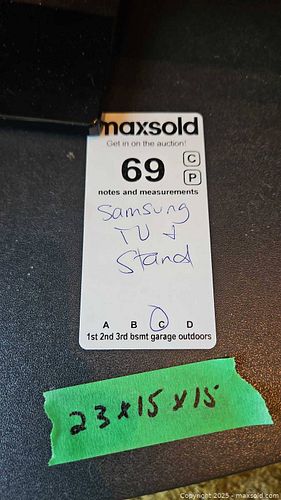 maxsold
Get in on the auction!
69 C
P
notes and measurements
Samsung
TV &
Stand
A B C D
1st 2nd 3rd bsmt garage outdoors
23x15x15
Copyright 2025 - maxsold.com